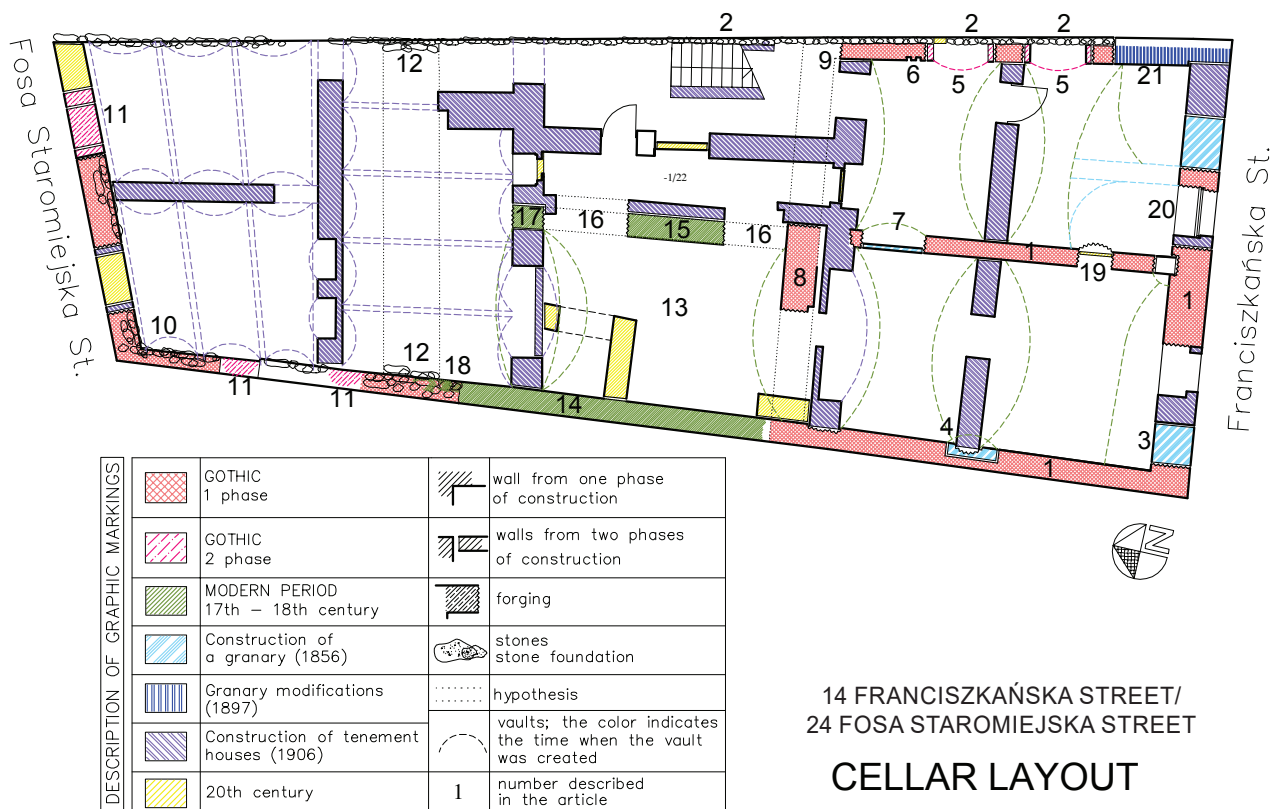 2
2
2
Fosa Staromiejska St.
12
9
6
5
5
21
11
Franciszkańska St.
-1/22
20
17
16
15
16
7
1
19
8
13
1
10
12
18
11
11
14
4
3
1
N
DESCRIPTION OF GRAPHIC MARKINGS
GOTHIC
1 phase
wall from one phase
of construction
GOTHIC
2 phase
walls from two phases
of construction
MODERN PERIOD
17th – 18th century
forging
Construction of
a granary (1856)
stones
stone foundation
Granary modifications
(1897)
hypothesis
Construction of tenement
houses (1906)
vaults; the color indicates
the time when the vault
was created
20th century
1
number described
in the article
14 FRANCISZKAŃSKA STREET/
24 FOSA STAROMIEJSKA STREET
CELLAR LAYOUT